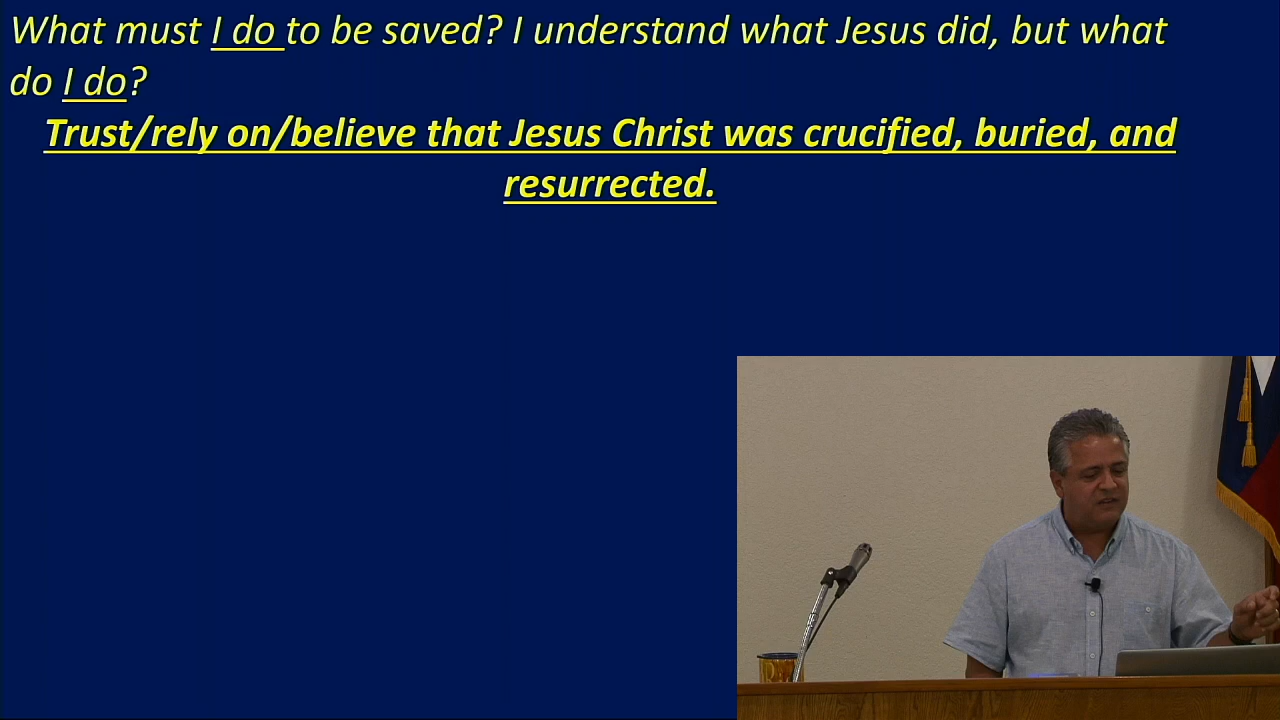 What must I do to be saved? I understand what Jesus did, but what
do I do?
Trust/rely on/believe that Jesus Christ was crucified, buried, and
resurrected.